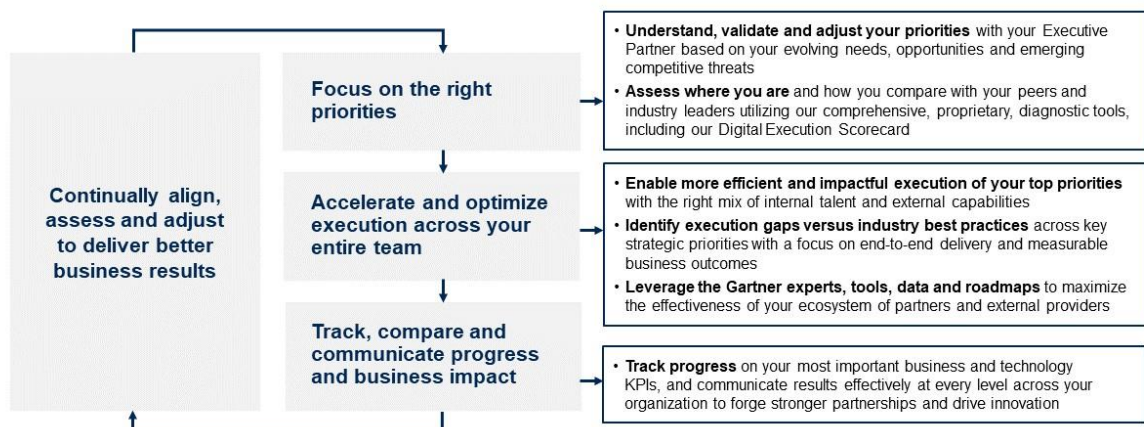 Continually align,
assess and adjust
to deliver better
business results
Focus on the right
priorities
• Understand, validate and adjust your priorities with your Executive
Partner based on your evolving needs, opportunities and emerging
competitive threats
• Assess where you are and how you compare with your peers and
industry leaders utilizing our comprehensive, proprietary, diagnostic tools,
including our Digital Execution Scorecard
Accelerate and optimize
execution across your
entire team
• Enable more efficient and impactful execution of your top priorities
with the right mix of internal talent and external capabilities
• Identify execution gaps versus industry best practices across key
strategic priorities with a focus on end-to-end delivery and measurable
business outcomes
• Leverage the Gartner experts, tools, data and roadmaps to maximize
the effectiveness of your ecosystem of partners and external providers
Track, compare and
communicate progress
and business impact
• Track progress on your most important business and technology
KPIs, and communicate results effectively at every level across your
organization to forge stronger partnerships and drive innovation